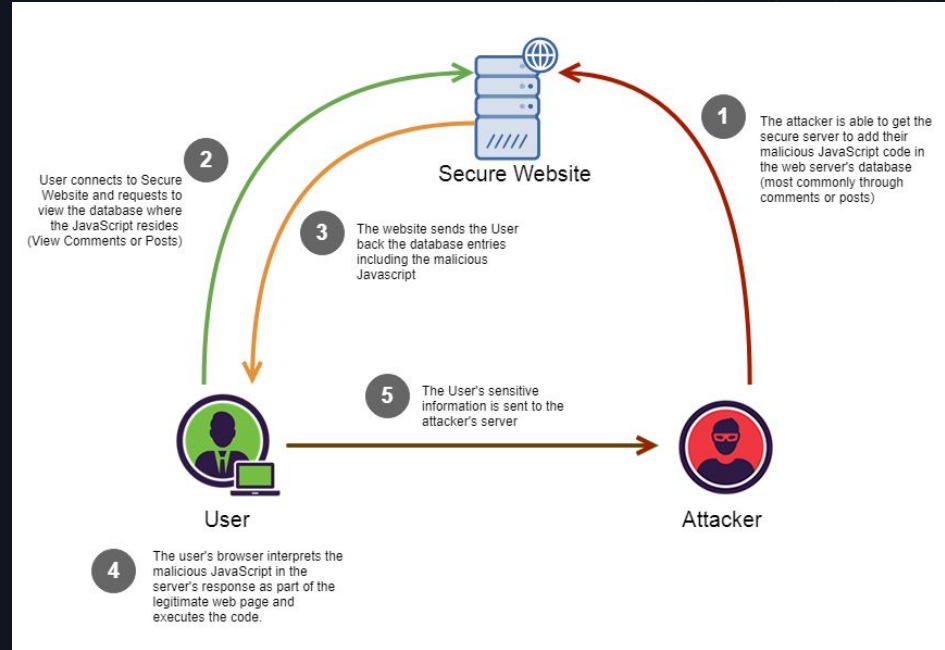 Secure Website
1
The attacker is able to get the
secure server to add their
malicious JavaScript code in
the web server's database
(most commonly through
comments or posts)
2
User connects to Secure
Website and requests to
view the database where
the JavaScript resides
(View Comments or Posts)
3
The website sends the User
back the database entries
including the malicious
Javascript
5
The User's sensitive
information is sent to the
attacker's server
User
Attacker
4
The user's browser interprets the
malicious JavaScript in the
server's response as part of the
legitimate web page and
executes the code.